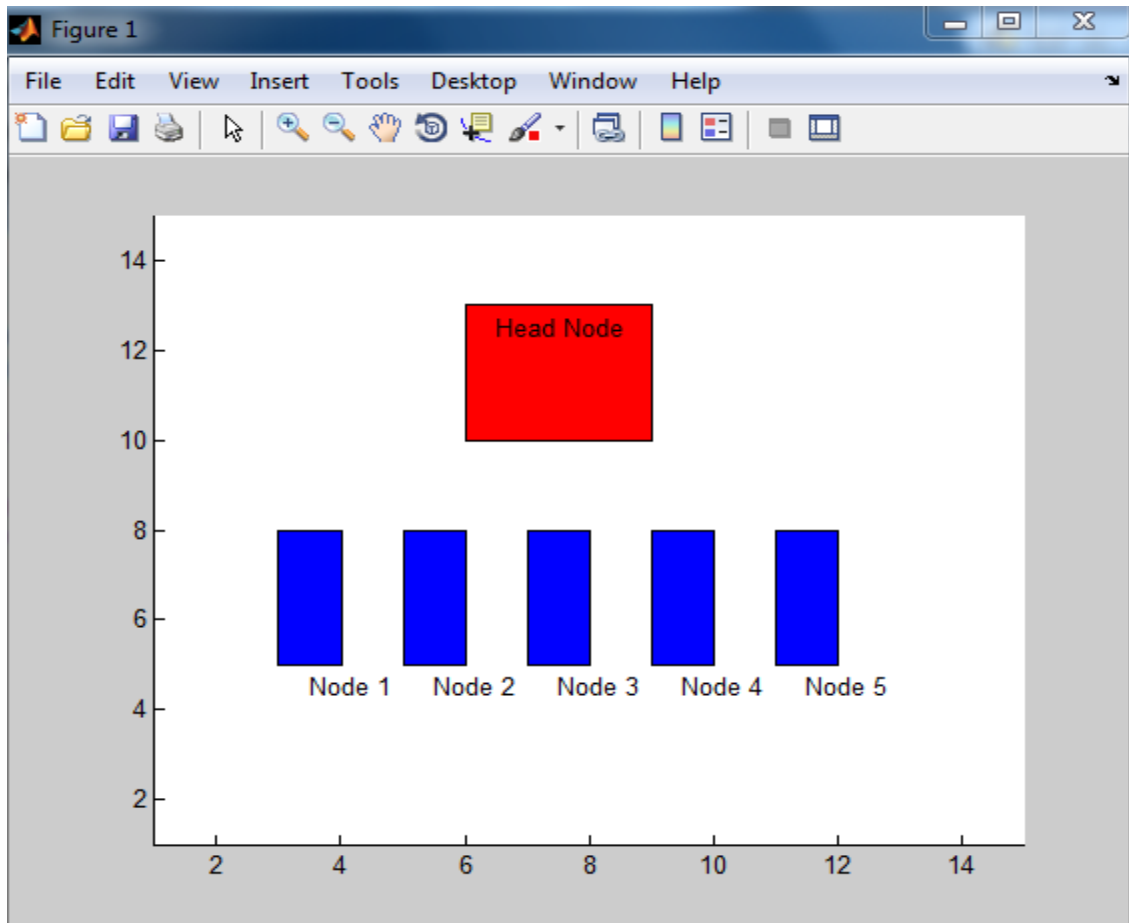 Figure 1
File Edit View Insert Tools Desktop Window Help
14
Head Node
12
10
8
6
Node 1 Node 2 Node 3 Node 4 Node 5
4
2
2 4 6 8 10 12 14